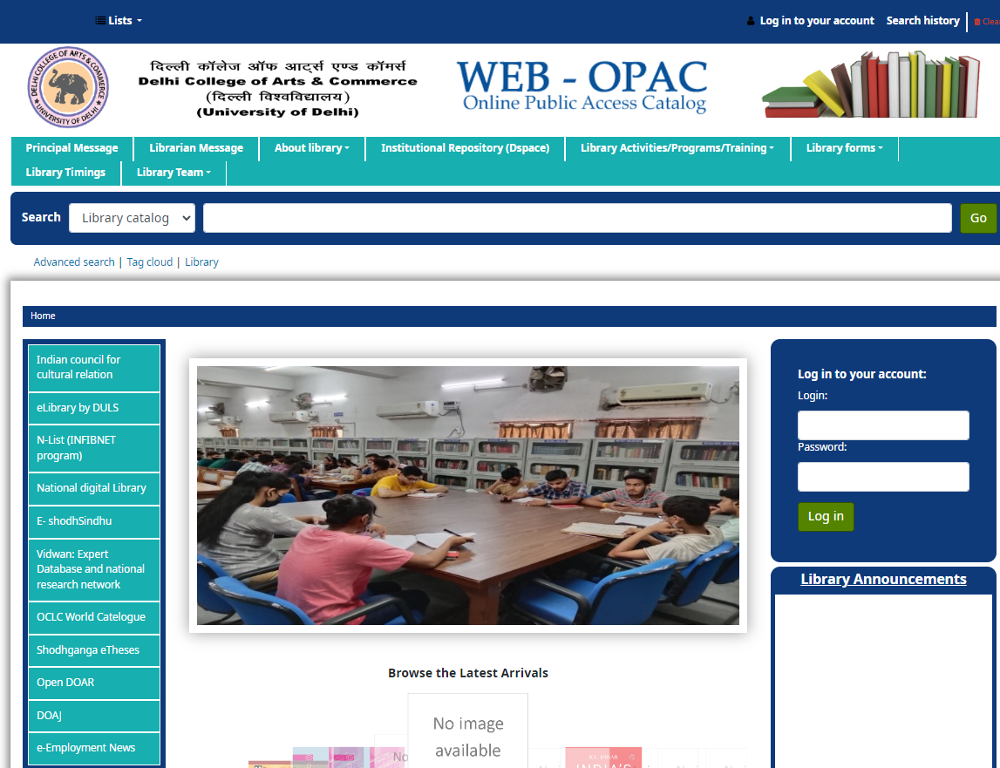 Lists
Log in to your account
Search history
Clea
DELHI COLLEGE OF ARTS & COMMERCE
UNIVERSITY OF DELHI
दिल्ली कॉलेज ऑफ आर्ट्स एण्ड कॉमर्स
Delhi College of Arts & Commerce
(दिल्ली विश्वविद्यालय)
(University of Delhi)
WEB - OPAC
Online Public Access Catalog
Principal Message
Librarian Message
About library
Institutional Repository (Dspace)
Library Activities/Programs/Training
Library forms
Library Timings
Library Team
Search
Library catalog
Go
Advanced search | Tag cloud | Library
Home
Indian council for
cultural relation
eLibrary by DULS
N-List (INFIBNET
program)
National digital Library
E- shodhSindhu
Vidwan: Expert
Database and national
research network
OCLC World Catelogue
Shodhganga eTheses
Open DOAR
DOAJ
e-Employment News
Browse the Latest Arrivals
No image
available
No
INDIA'S
Log in to your account:
Login:
Password:
Log in
Library Announcements